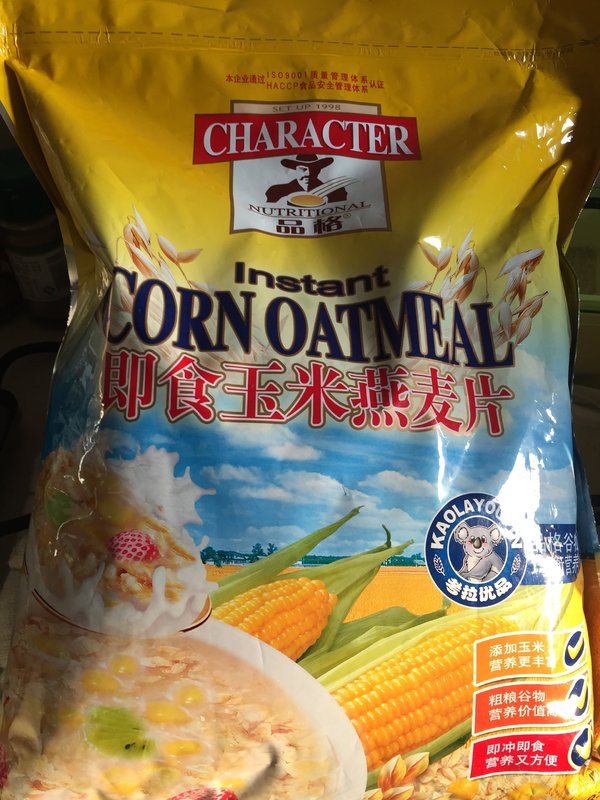 本企业通过 ISO9001质量管理体系 认证
HACCP食品安全管理体系
SET UP 1998
CHARACTER
NUTRITIONAL
品格®
Instant
CORN OATMEAL
即食玉米燕麦片
KAOLAYOU
考拉优品
添加玉米
营养更丰
粗粮谷物
营养价值
即冲即食
营养又方便